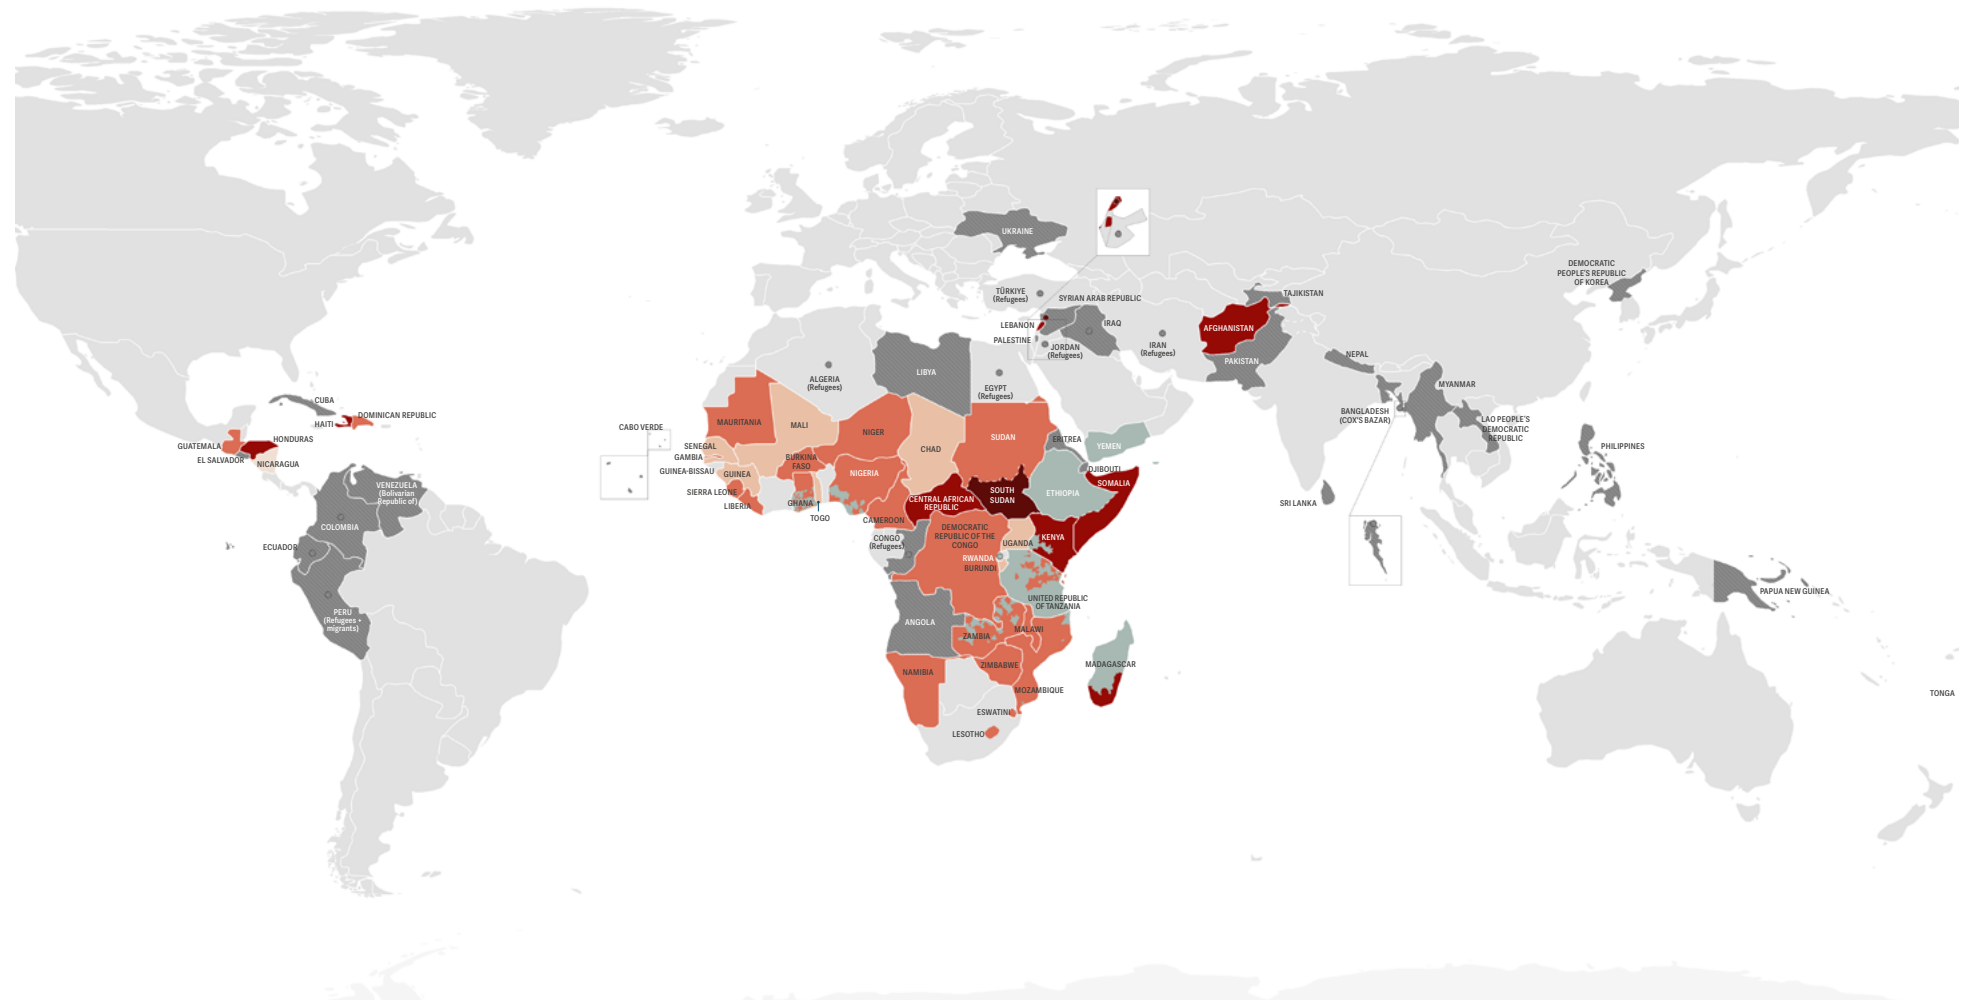 UKRAINE
DEMOCRATIC
PEOPLE'S REPUBLIC
OF KOREA
TÜRKIYE
(Refugees)
SYRIAN ARAB REPUBLIC
TAJIKISTAN
LEBANON
IRAQ
AFGHANISTAN
PALESTINE
JORDAN
(Refugees)
IRAN
(Refugees)
NEPAL
PAKISTAN
LIBYA
ALGERIA
(Refugees)
EGYPT
(Refugees)
MYANMAR
CUBA
DOMINICAN REPUBLIC
HAITI
BANGLADESH
(COX'S BAZAR)
LAO PEOPLE'S
DEMOCRATIC
REPUBLIC
CABO VERDE
MAURITANIA
MALI
NIGER
SUDAN
ERITREA
YEMEN
PHILIPPINES
GUATEMALA
HONDURAS
EL SALVADOR
NICARAGUA
SENEGAL
GAMBIA
GUINEA-BISSAU
GUINEA
BURKINA
FASO
CHAD
NIGERIA
DJIBOUTI
SOMALIA
ETHIOPIA
SIERRA LEONE
LIBERIA
GHANA
TOGO
CAMEROON
CENTRAL AFRICAN
REPUBLIC
SOUTH
SUDAN
SRI LANKA
VENEZUELA
(Bolivarian
Republic of)
COLOMBIA
ECUADOR
CONGO
(Refugees)
DEMOCRATIC
REPUBLIC OF THE
CONGO
UGANDA
KENYA
RWANDA
BURUNDI
UNITED REPUBLIC
OF TANZANIA
PAPUA NEW GUINEA
PERU
(Refugees +
migrants)
ANGOLA
ZAMBIA
MALAWI
MADAGASCAR
NAMIBIA
ZIMBABWE
MOZAMBIQUE
TONGA
ESWATINI
LESOTHO